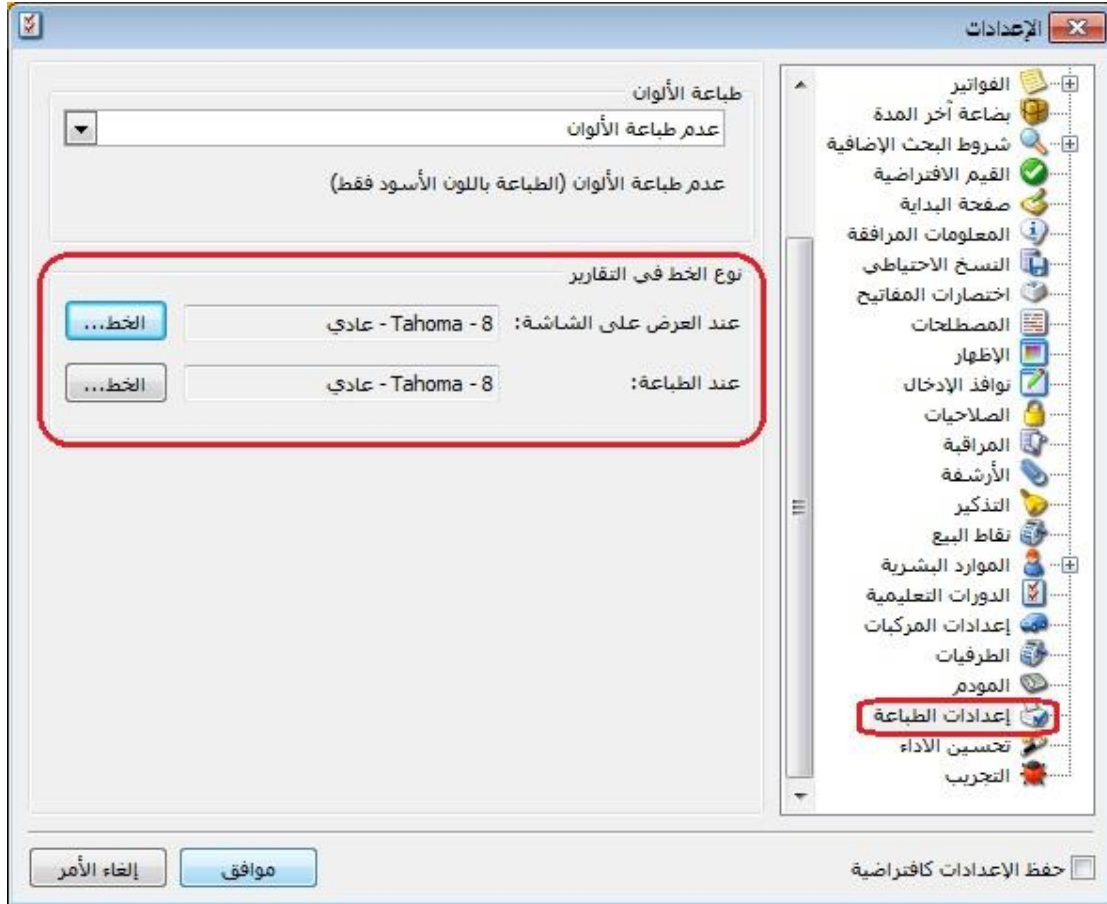 الإعدادات
الفواتير
بضاعة آخر المدة
شروط البحث الإضافية
القيم الافتراضية
صفحة البداية
المعلومات المرافقة
النسخ الاحتياطي
اختصارات المفاتيح
المصطلحات
الإظهار
نوافذ الإدخال
الصلاحيات
المراقبة
الأرشفة
التذكير
نقاط البيع
الموارد البشرية
الدورات التعليمية
إعدادات المركبات
الطرفيات
المودم
إعدادات الطباعة
تحسين الاداء
التجريب
طباعة الألوان
عدم طباعة الألوان
عدم طباعة الألوان (الطباعة باللون الأسود فقط)
نوع الخط في التقارير
عند العرض على الشاشة: Tahoma - 8 - عادي الخط...
عند الطباعة: Tahoma - 8 - عادي الخط...
حفظ الإعدادات كافتراضية
موافق
إلغاء الأمر